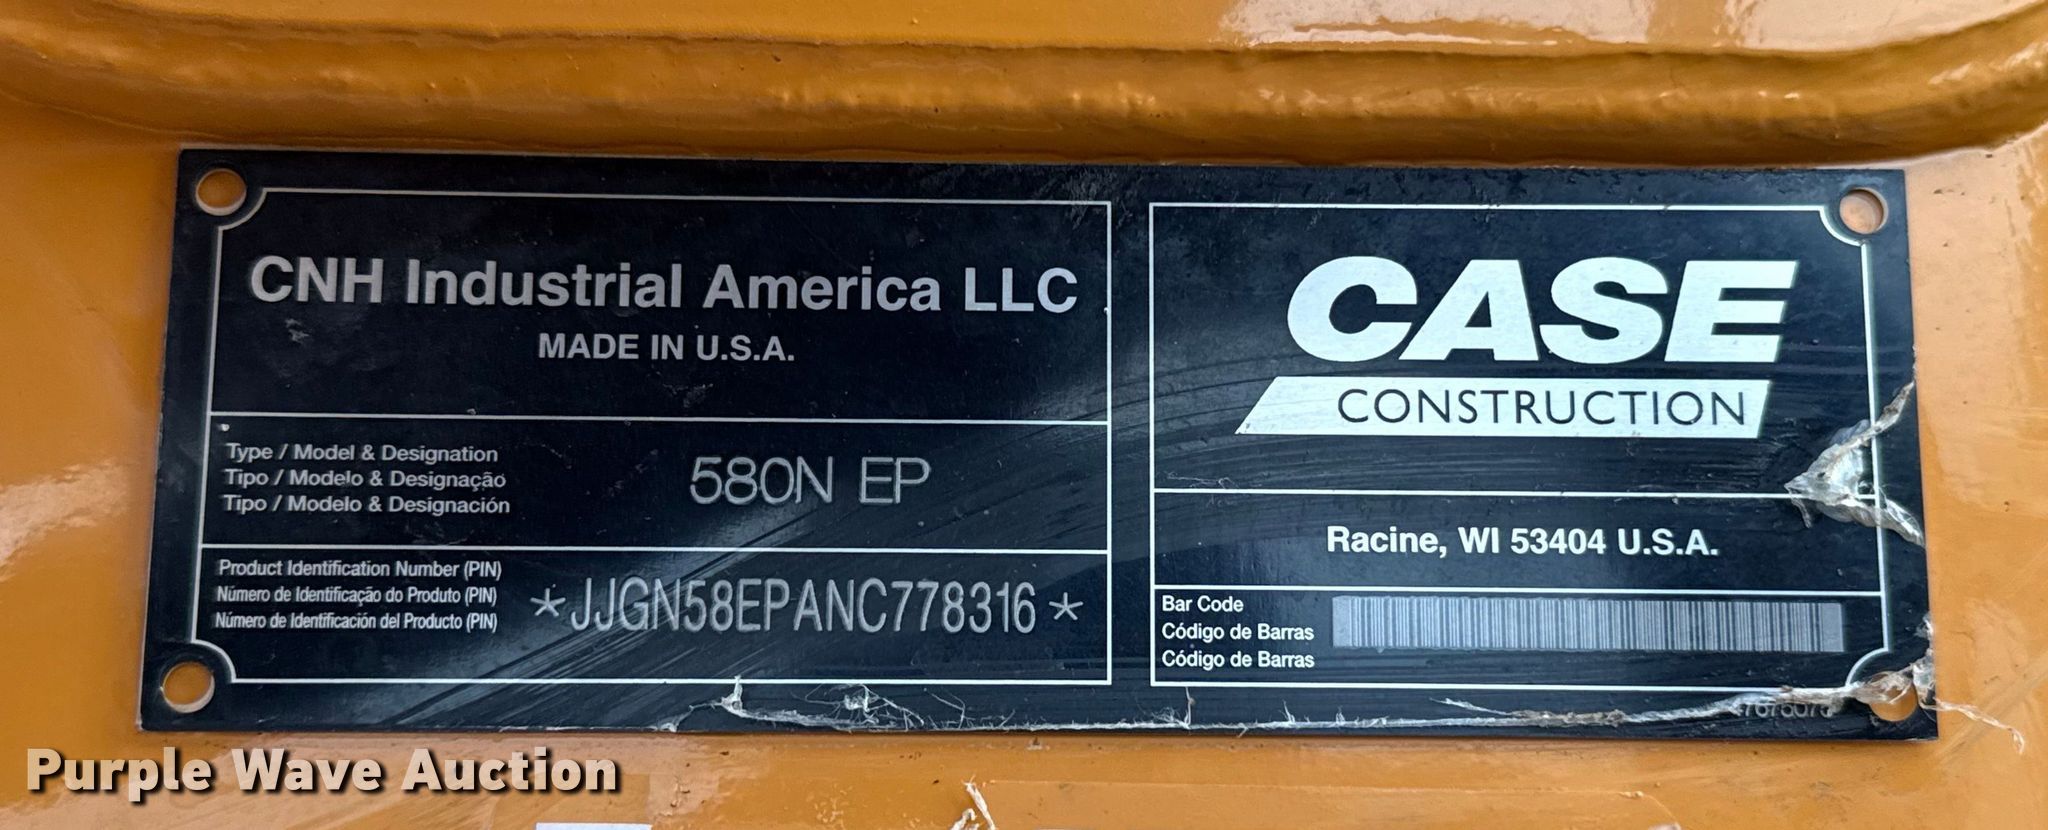 CNH Industrial America LLC
MADE IN U.S.A.
Type / Model & Designation
Tipo / Modelo & Designação
Tipo / Modelo & Designación
580N EP
Product Identification Number (PIN)
Número de Identificação do Produto (PIN)
Número de Identificación del Producto (PIN)
*JJGN58EPANC778316*
CASE
CONSTRUCTION
Racine, WI 53404 U.S.A.
Bar Code
Código de Barras
Código de Barras
Purple Wave Auction